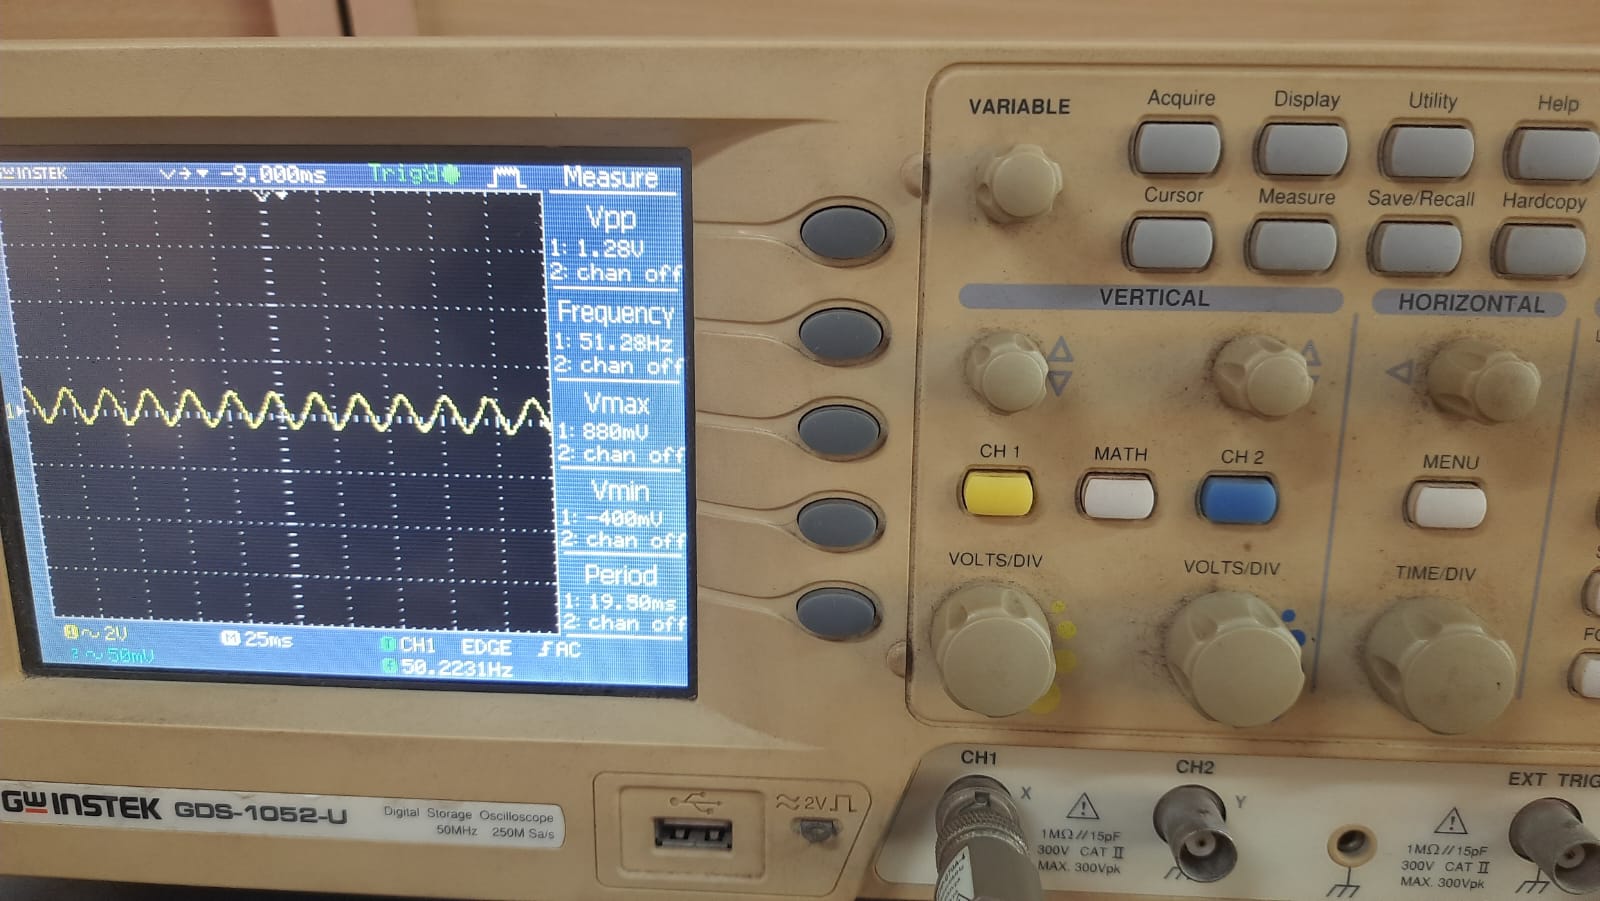 GWINSTEK
-9.000ms
Trig'd
Measure
Vpp
1: 1.28V
2: chan off
Frequency
1: 51.28Hz
2: chan off
Vmax
1: 880mV
2: chan off
Vmin
1: -400mV
2: chan off
Period
1: 19.50ms
2: chan off
1
1 ~ 2V
M 25ms
T CH1 EDGE AC
2 ~ 50mV
f 50.2231Hz
VARIABLE
Acquire Display Utility Help
Cursor Measure Save/Recall Hardcopy
VERTICAL HORIZONTAL
CH 1 MATH CH 2 MENU
VOLTS/DIV VOLTS/DIV TIME/DIV
GWINSTEK GDS-1052-U
Digital Storage Oscilloscope
50MHz 250M Sa/s
≈2V
CH1 CH2 EXT TRIG
X
Y
1MΩ//15pF
300V CAT II
MAX. 300Vpk
1MΩ//15pF
300V CAT II
MAX. 300Vpk